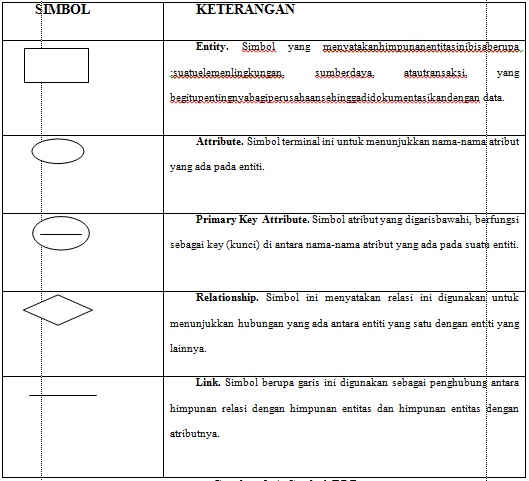 SIMBOL KETERANGAN
Entity. Simbol yang menyatakanhimpunanentitasinibisaberupa
:suatuelemenlingkungan, sumberdaya, atautransaksi, yang
begitupentingnyabagiperusahaansehinggadidokumentasikandengan data.
Attribute. Simbol terminal ini untuk menunjukkan nama-nama atribut
yang ada pada entiti.
Primary Key Attribute. Simbol atribut yang digarisbawahi, berfungsi
sebagai key (kunci) di antara nama-nama atribut yang ada pada suatu entiti.
Relationship. Simbol ini menyatakan relasi ini digunakan untuk
menunjukkan hubungan yang ada antara entiti yang satu dengan entiti yang
lainnya.
Link. Simbol berupa garis ini digunakan sebagai penghubung antara
himpunan relasi dengan himpunan entitas dan himpunan entitas dengan
atributnya.